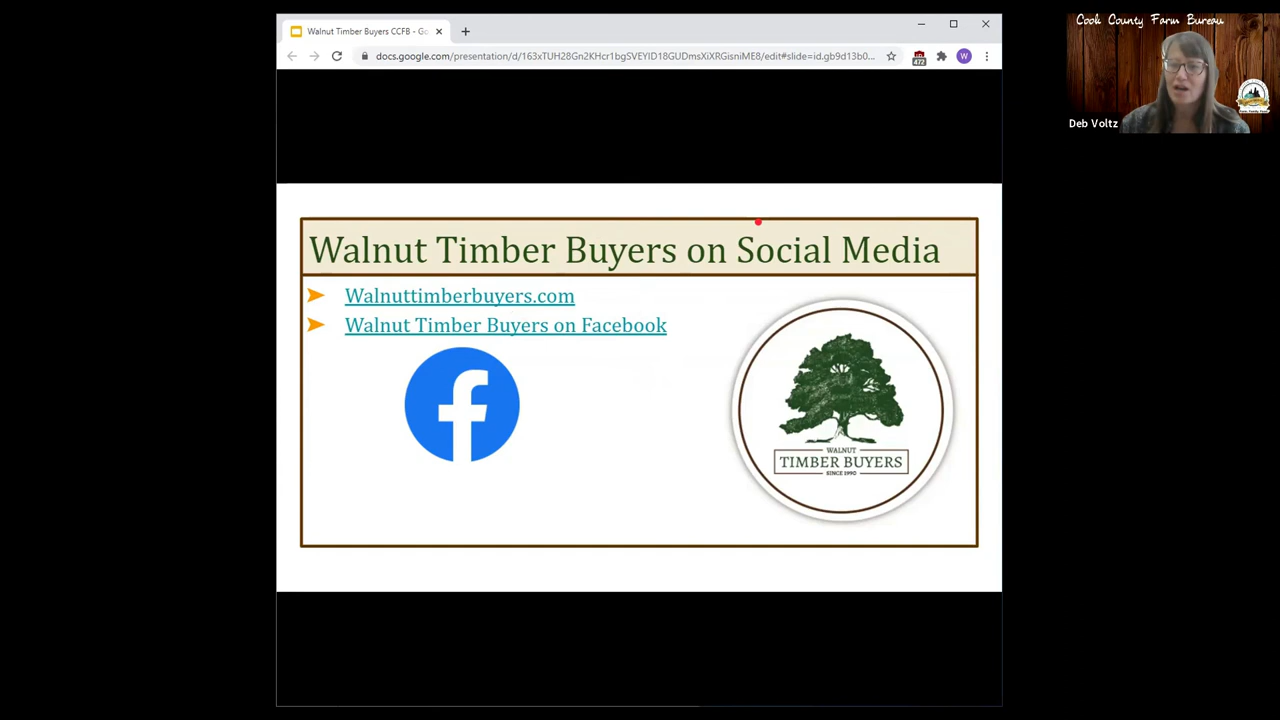 Walnut Timber Buyers CCFB - Go
docs.google.com/presentation/d/163xTUH28Gn2KHcr1bgSVEYlD18GUDmsXiXRGisniME8/edit#slide=id.gb9d13b0...
472
W
Cook County Farm Bureau
Deb Voltz
Walnut Timber Buyers on Social Media
Walnuttimberbuyers.com
Walnut Timber Buyers on Facebook
f
WALNUT
TIMBER BUYERS
SINCE 1990